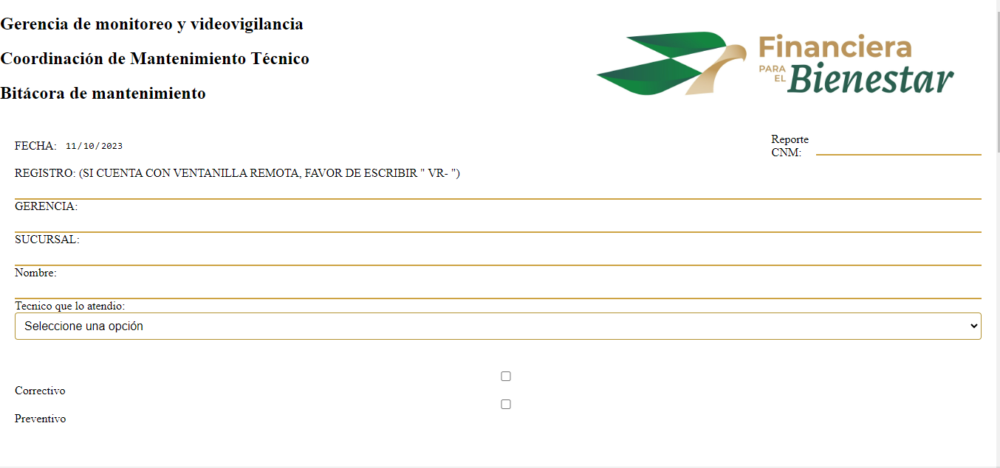 Gerencia de monitoreo y videovigilancia
Coordinación de Mantenimiento Técnico
Bitácora de mantenimiento
Financiera
PARA
EL
Bienestar
FECHA: 11/10/2023
Reporte
CNM:
REGISTRO: (SI CUENTA CON VENTANILLA REMOTA, FAVOR DE ESCRIBIR " VR- ")
GERENCIA:
SUCURSAL:
Nombre:
Tecnico que lo atendio:
Seleccione una opción
Correctivo
Preventivo